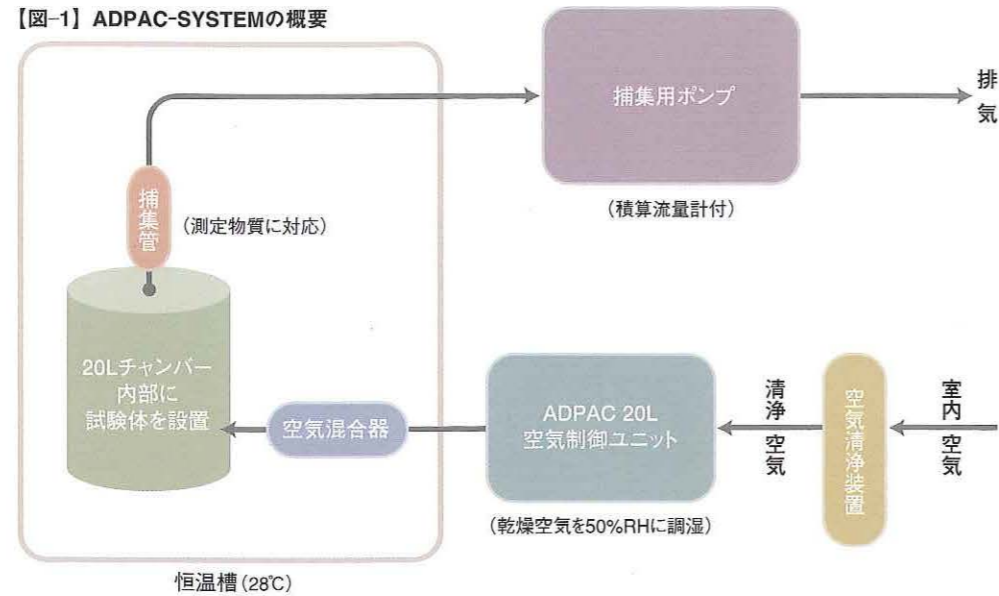 【図-1】ADPAC-SYSTEMの概要
捕集用ポンプ
排気
(積算流量計付)
捕集管
(測定物質に対応)
20Lチャンバー
内部に
試験体を設置
空気混合器
ADPAC 20L
空気制御ユニット
(乾燥空気を50%RHに調湿)
清浄空気
空気清浄装置
室内空気
恒温槽(28℃)